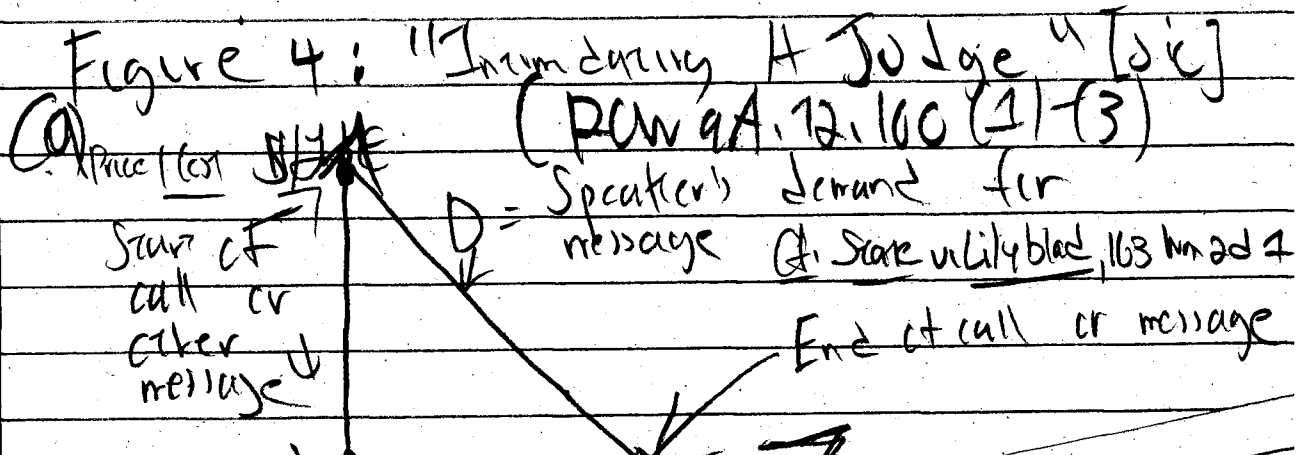 Figure 4: "Intimidating A Judge" [sic]
(a) (RCW 9A.72.160 (1)-(3)
Price/Cost
Start of call or other message ↓
D = Speaker's demand for message Cf. State v. Lilyblad, 163 Wn 2d 1
End of call or message